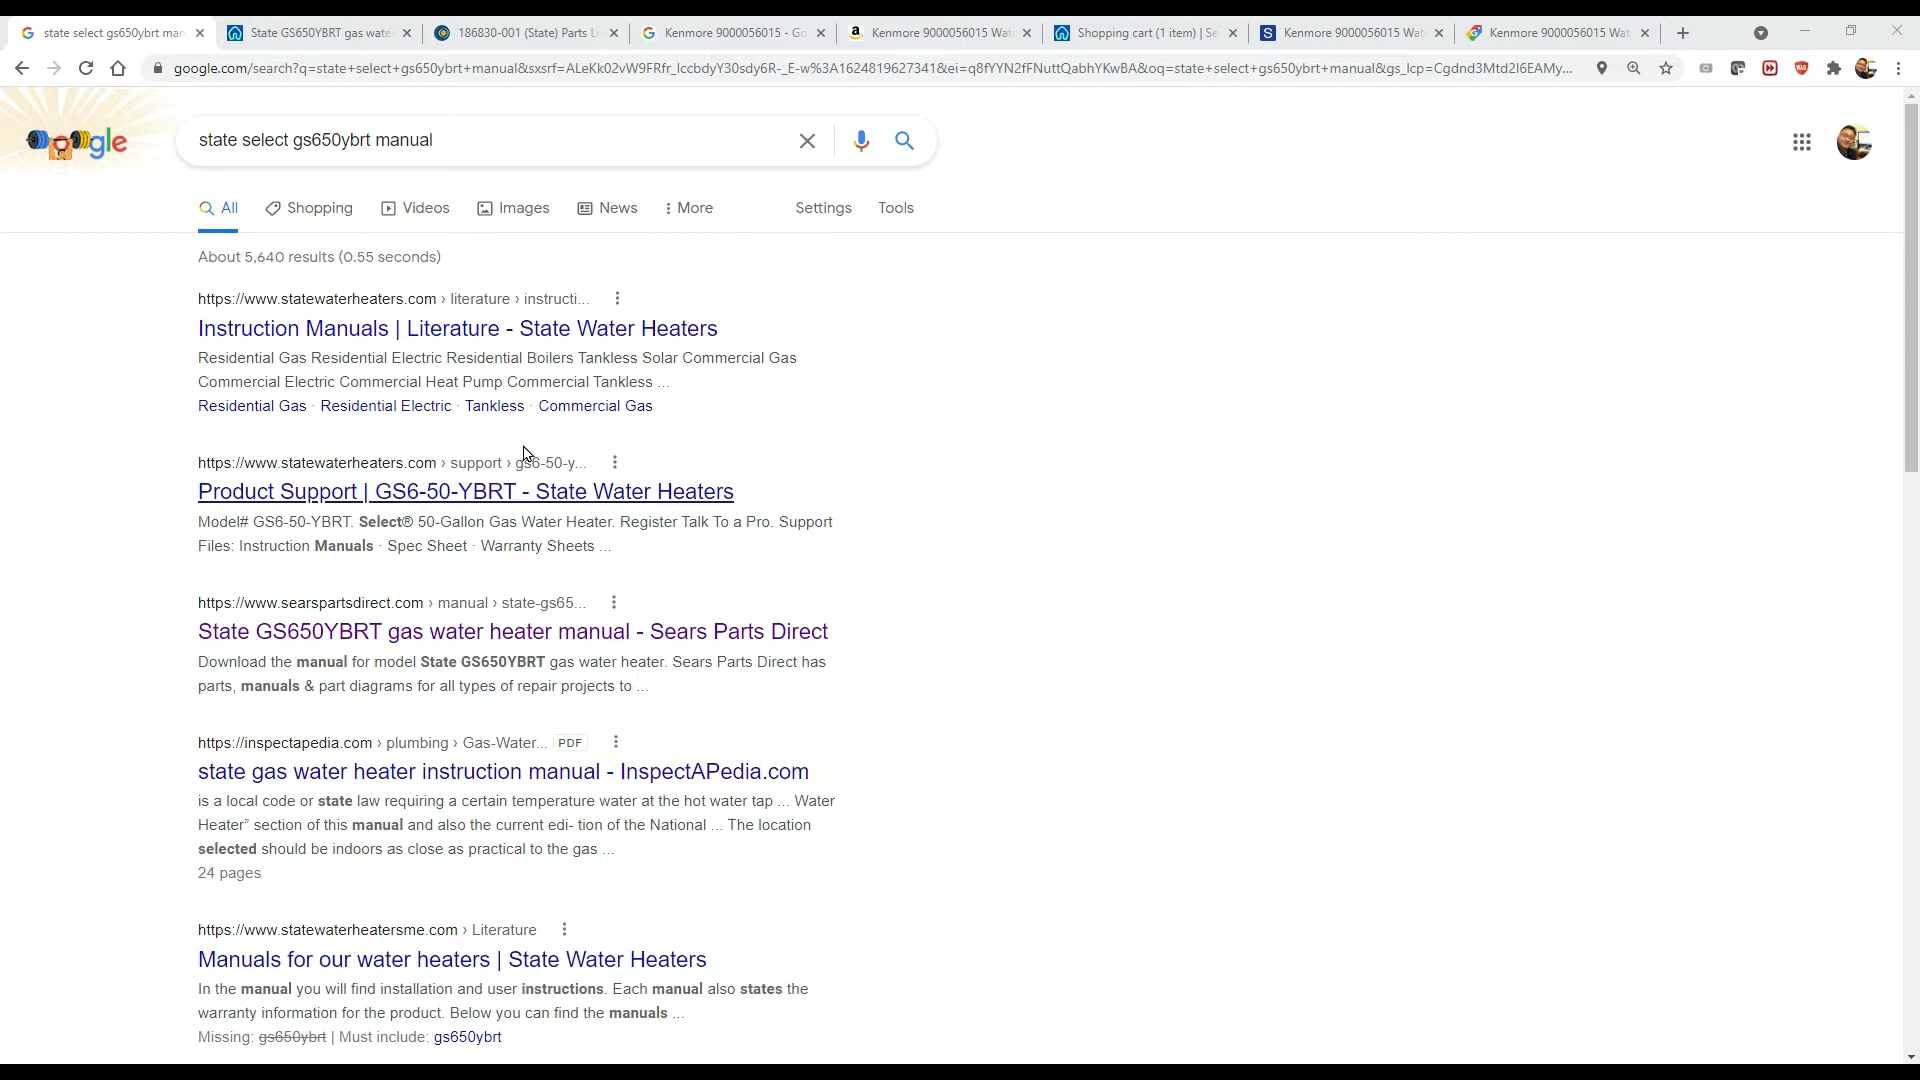 state select gs650ybrt man
State GS650YBRT gas wate
186830-001 (State) Parts Li
Kenmore 9000056015 - Go
Kenmore 9000056015 Wat
Shopping cart (1 item) | Se
Kenmore 9000056015 Wat
Kenmore 9000056015 Wat
google.com/search?q=state+select+gs650ybrt+manual&sxsrf=ALeKk02vW9FRfr_lccbdyY30sdy6R-_E-w%3A1624819627341&ei=q8fYYN2fFNuttQabhYKwBA&oq=state+select+gs650ybrt+manual&gs_lcp=Cgdnd3Mtd2l6EAMy...
Google
state select gs650ybrt manual
All
Shopping
Videos
Images
News
More
Settings
Tools
About 5,640 results (0.55 seconds)
https://www.statewaterheaters.com › literature › instructi...
Instruction Manuals | Literature - State Water Heaters
Residential Gas Residential Electric Residential Boilers Tankless Solar Commercial Gas
Commercial Electric Commercial Heat Pump Commercial Tankless ...
Residential Gas · Residential Electric · Tankless · Commercial Gas
https://www.statewaterheaters.com › support › gs6-50-y...
Product Support | GS6-50-YBRT - State Water Heaters
Model# GS6-50-YBRT. Select® 50-Gallon Gas Water Heater. Register Talk To a Pro. Support
Files: Instruction Manuals · Spec Sheet · Warranty Sheets ...
https://www.searspartsdirect.com › manual › state-gs65...
State GS650YBRT gas water heater manual - Sears Parts Direct
Download the manual for model State GS650YBRT gas water heater. Sears Parts Direct has
parts, manuals & part diagrams for all types of repair projects to ...
https://inspectapedia.com › plumbing › Gas-Water... PDF
state gas water heater instruction manual - InspectAPedia.com
is a local code or state law requiring a certain temperature water at the hot water tap ... Water
Heater” section of this manual and also the current edi- tion of the National ... The location
selected should be indoors as close as practical to the gas ...
24 pages
https://www.statewaterheatersme.com › Literature
Manuals for our water heaters | State Water Heaters
In the manual you will find installation and user instructions. Each manual also states the
warranty information for the product. Below you can find the manuals ...
Missing: gs650ybrt | Must include: gs650ybrt